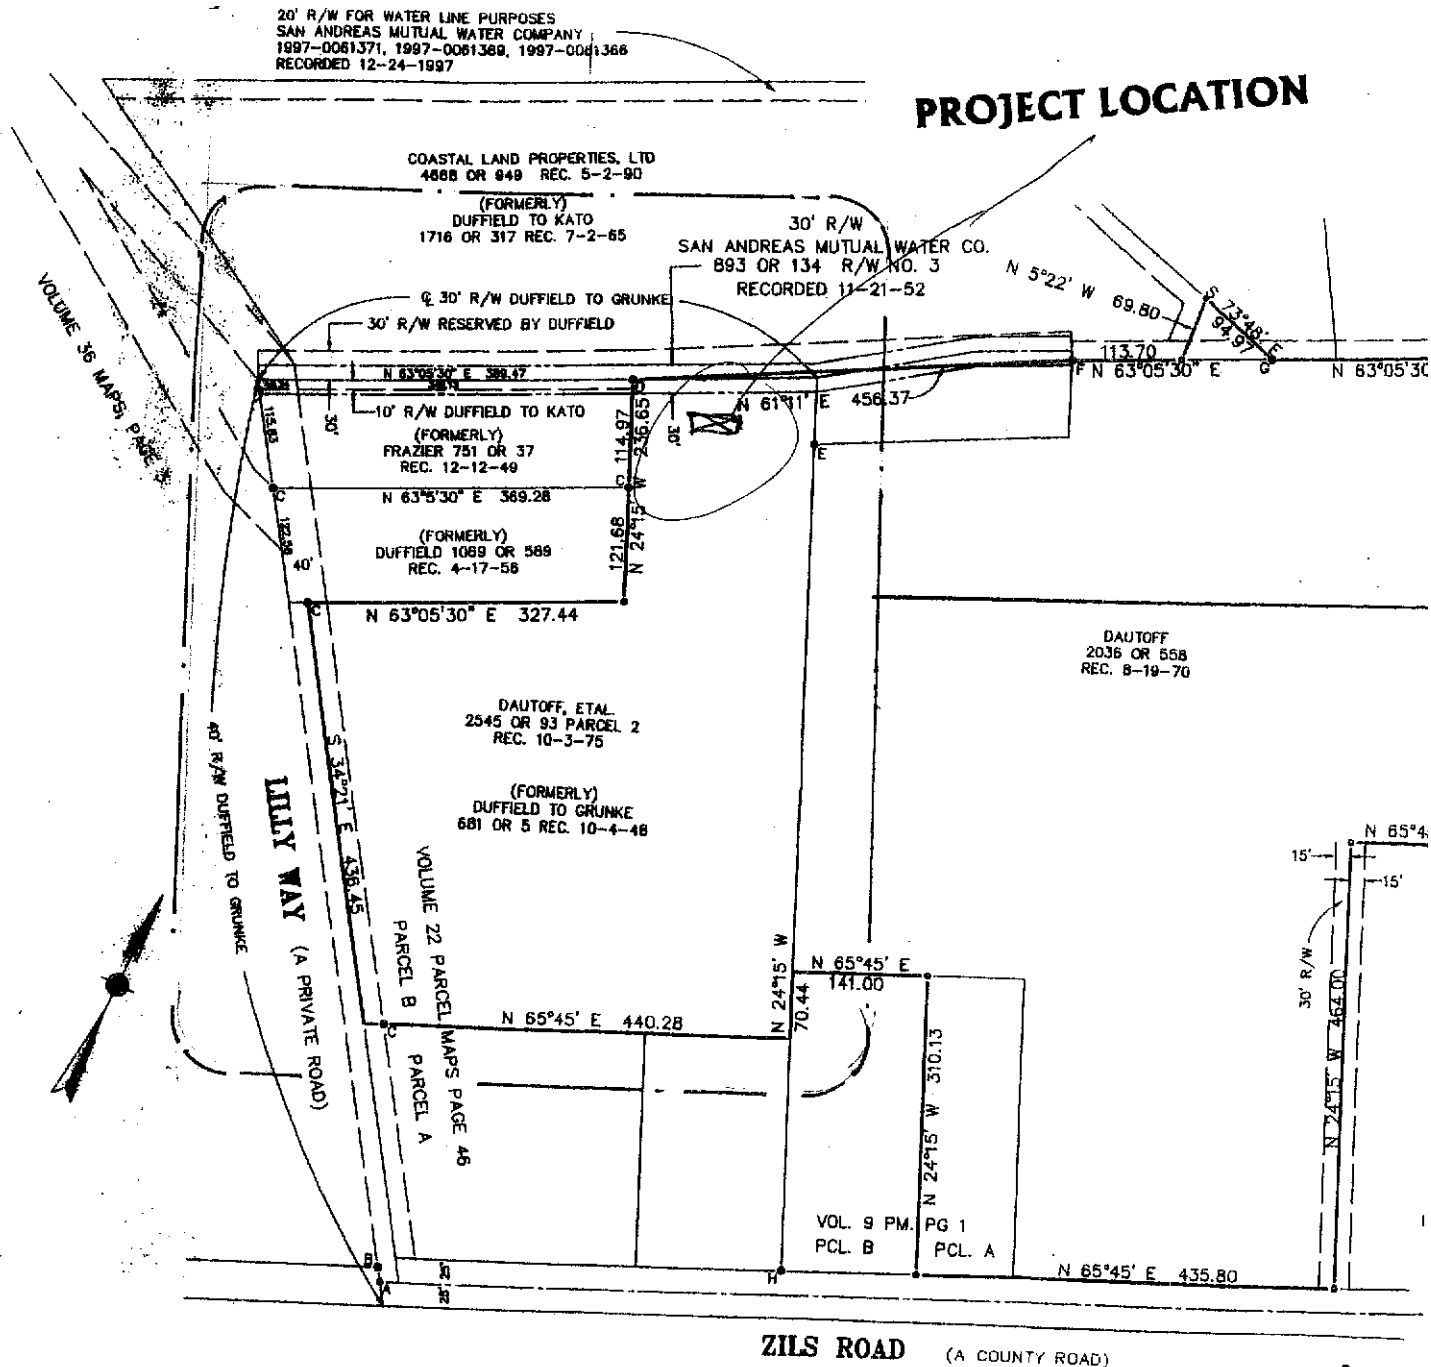 20' R/W FOR WATER LINE PURPOSES
SAN ANDREAS MUTUAL WATER COMPANY
1997-0061371, 1997-0061369, 1997-0061366
RECORDED 12-24-1997
PROJECT LOCATION
COASTAL LAND PROPERTIES, LTD
4688 OR 949 REC. 5-2-90
(FORMERLY)
DUFFIELD TO KATO
1716 OR 317 REC. 7-2-65
30' R/W
SAN ANDREAS MUTUAL WATER CO.
893 OR 134 R/W NO. 3
RECORDED 11-21-52
N 5°22' W 69.80
S 73°48' E
94.97
VOLUME 36 MAPS, PAGE
24
℄ 30' R/W DUFFIELD TO GRUNKE
30' R/W RESERVED BY DUFFIELD
N 63°05'30" E 389.47
113.70
F N 63°05'30" E
G
N 63°05'30
10' R/W DUFFIELD TO KATO
30'
30'
N 61°11' E 456.37
D
E
(FORMERLY)
FRAZIER 751 OR 37
REC. 12-12-49
115.83
114.97
236.65
N 24°15' W
C
C
N 63°5'30" E 369.28
122.56
121.68
(FORMERLY)
DUFFIELD 1089 OR 589
REC. 4-17-56
40'
C
N 63°05'30" E 327.44
DAUTOFF
2036 OR 558
REC. 8-19-70
DAUTOFF, ETAL
2545 OR 93 PARCEL 2
REC. 10-3-75
(FORMERLY)
DUFFIELD TO GRUNKE
681 OR 5 REC. 10-4-48
40' R/W DUFFIELD TO GRUNKE
LILLY WAY (A PRIVATE ROAD)
S 34°21' E 436.45
VOLUME 22 PARCEL MAPS PAGE 46
PARCEL B
PARCEL A
C
N 65°45' E 440.28
N 24°15' W
70.44
N 65°45' E
141.00
N 24°15' W 310.13
N 65°4
15'
15'
30' R/W
N 24°15' W 464.00
VOL. 9 PM. PG 1
PCL. B PCL. A
B
A
25'
25'
H
N 65°45' E 435.80
ZILS ROAD (A COUNTY ROAD)